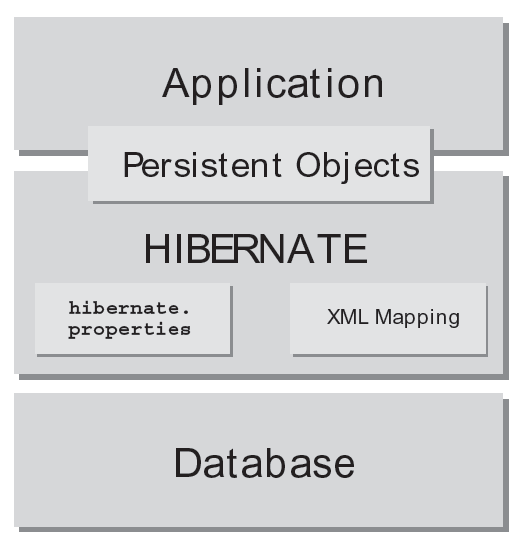 Application
Persistent Objects
HIBERNATE
hibernate.
properties
XML Mapping
Database